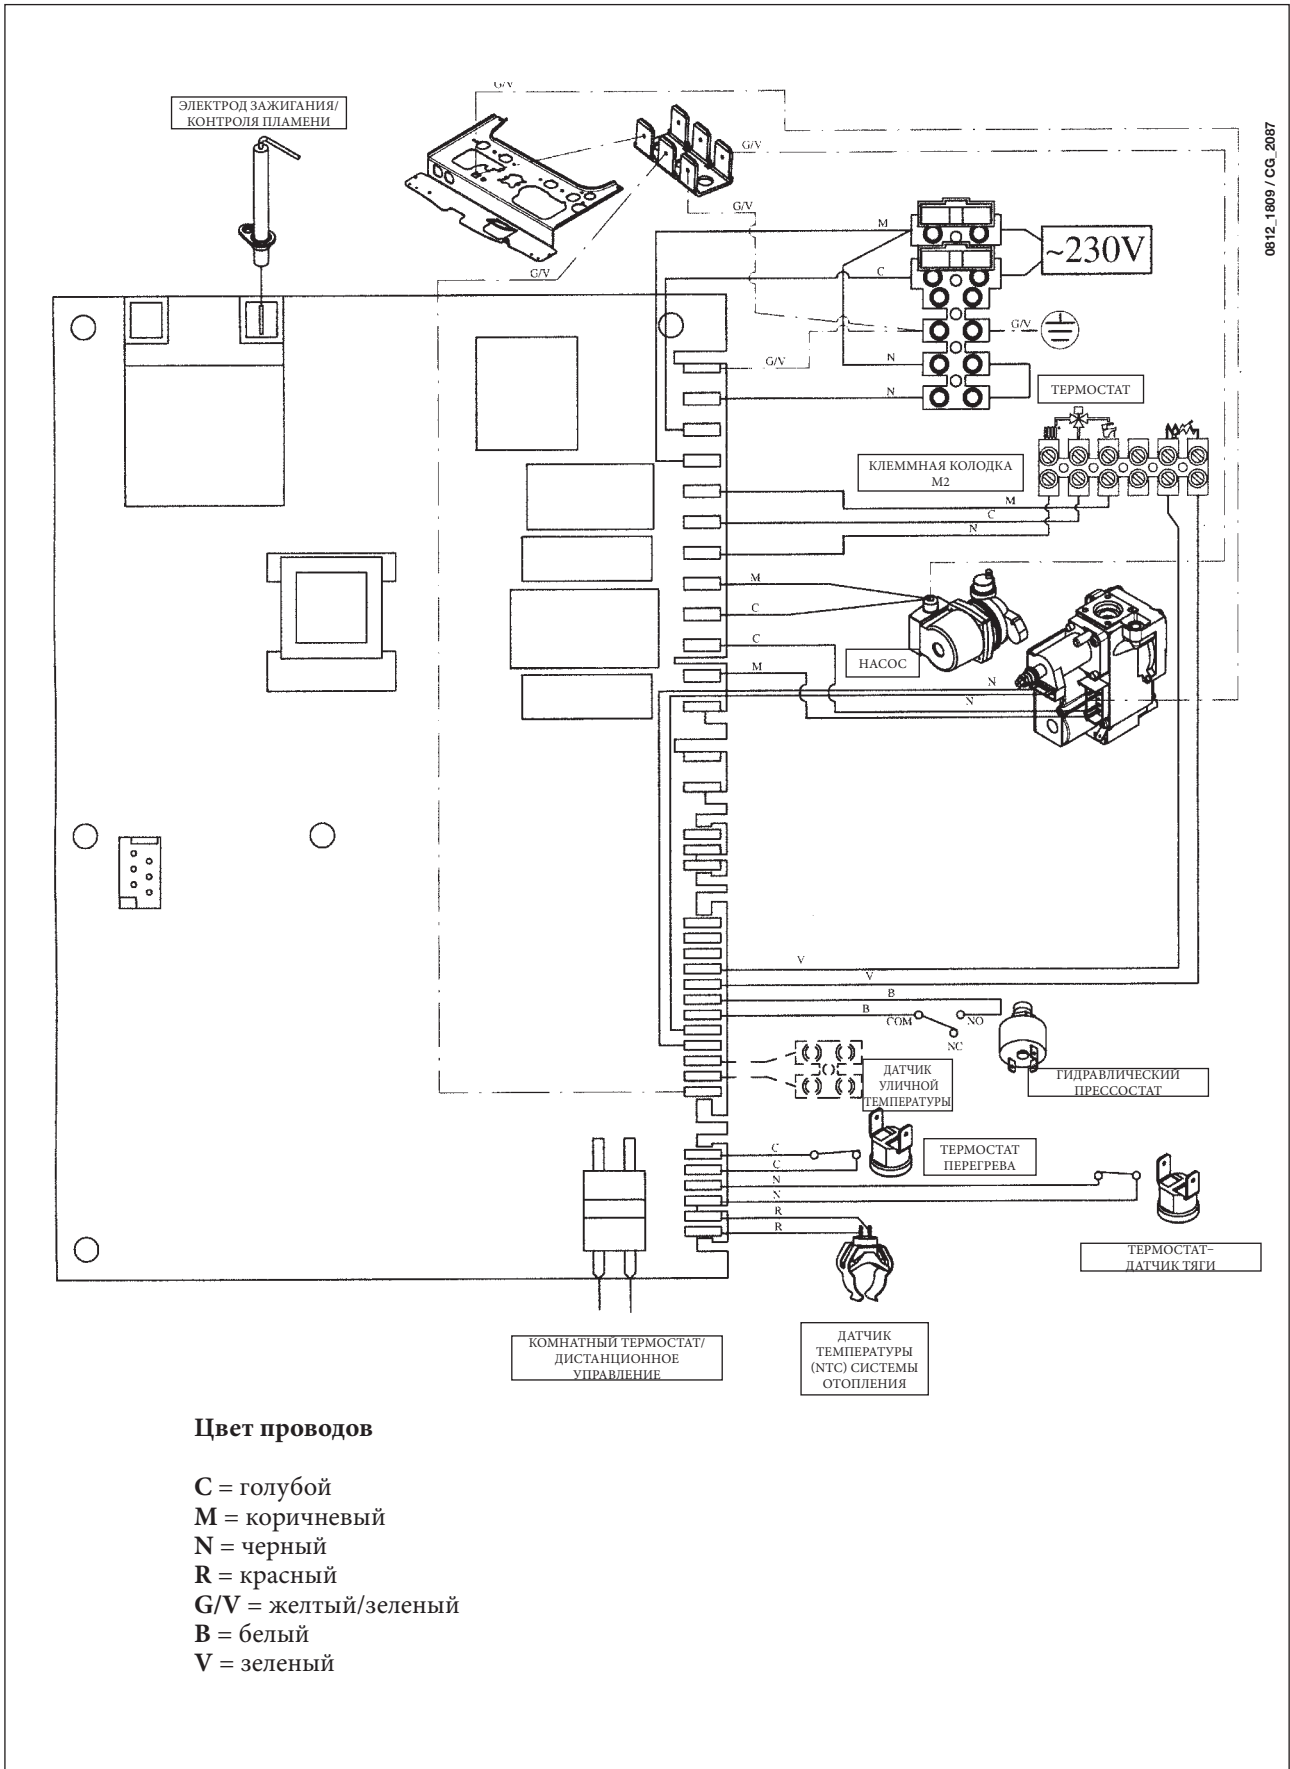 G/V
ЭЛЕКТРОД ЗАЖИГАНИЯ/
КОНТРОЛЯ ПЛАМЕНИ
0812_1809 / CG_2087
G/V
G/V
M
~230V
G/V
C
G/V
G/V
N
ТЕРМОСТАТ
N
КЛЕММНАЯ КОЛОДКА
М2
M
C
N
M
C
C
НАСОС
M
N
N
V
V
B
B
COM
NO
NC
ДАТЧИК
УЛИЧНОЙ
ТЕМПЕРАТУРЫ
ГИДРАВЛИЧЕСКИЙ
ПРЕССОСТАТ
C
C
ТЕРМОСТАТ
ПЕРЕГРЕВА
N
N
R
R
ТЕРМОСТАТ–
ДАТЧИК ТЯГИ
КОМНАТНЫЙ ТЕРМОСТАТ/
ДИСТАНЦИОННОЕ
УПРАВЛЕНИЕ
ДАТЧИК
ТЕМПЕРАТУРЫ
(NTC) СИСТЕМЫ
ОТОПЛЕНИЯ
Цвет проводов
C = голубой
M = коричневый
N = черный
R = красный
G/V = желтый/зеленый
B = белый
V = зеленый